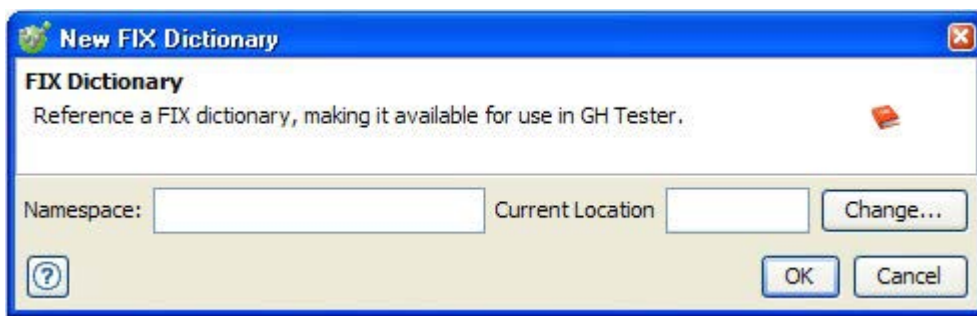 New FIX Dictionary
FIX Dictionary
Reference a FIX dictionary, making it available for use in GH Tester.
Namespace: Current Location Change...
? OK Cancel